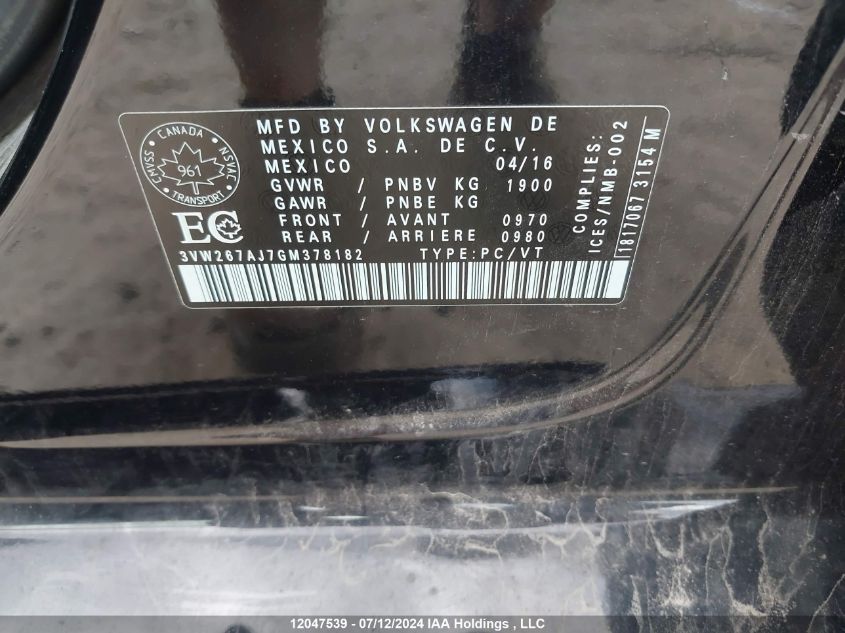 CANADA
CMVSS NSVAC
961
TRANSPORT
EC
MFD BY VOLKSWAGEN DE
MEXICO S.A. DE C.V.
MEXICO 04/16
GVWR / PNBV KG 1900
GAWR / PNBE KG
FRONT / AVANT 0970
REAR / ARRIERE 0980
3VW267AJ7GM378182 TYPE:PC/VT
COMPLIES:
ICES/NMB-002
1817067 3154 M
12047539 - 07/12/2024 IAA Holdings , LLC